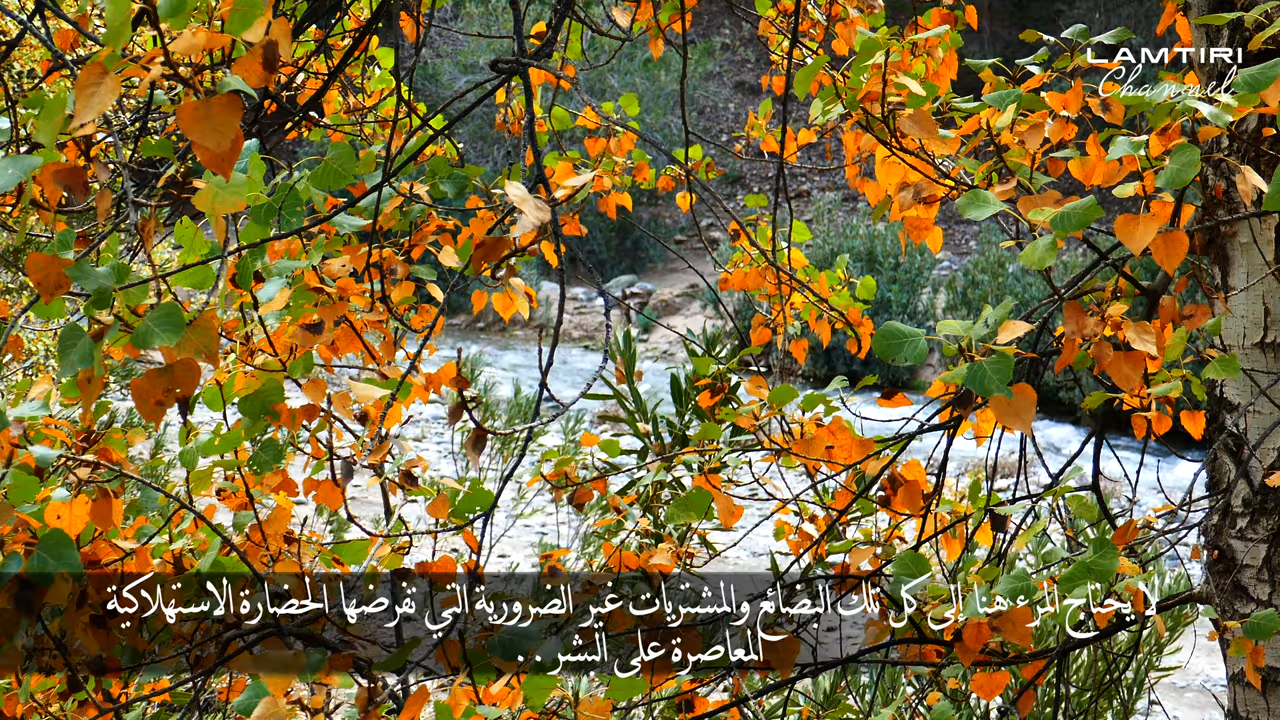 LAMTIRI
Channel
لا يحتاج المرء هنا إلى كل تلك البضائع والمشتريات غير الضرورية التي تفرضها الحضارة الاستهلاكية
المعاصرة على البشر . .